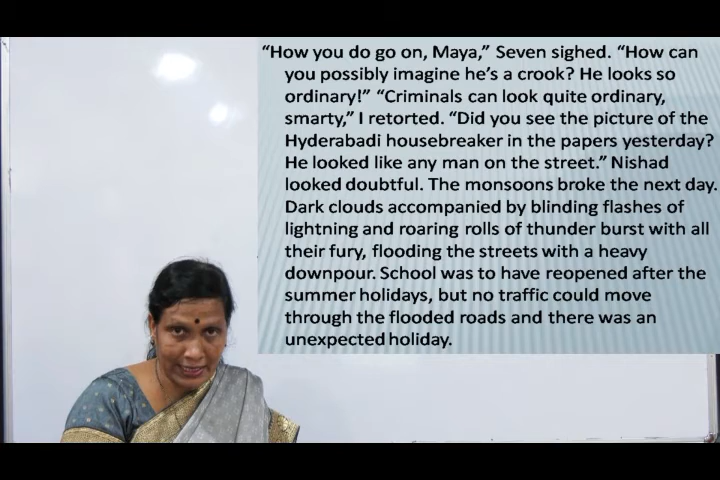 “How you do go on, Maya,” Seven sighed. “How can
you possibly imagine he’s a crook? He looks so
ordinary!” “Criminals can look quite ordinary,
smarty,” I retorted. “Did you see the picture of the
Hyderabadi housebreaker in the papers yesterday?
He looked like any man on the street.” Nishad
looked doubtful. The monsoons broke the next day.
Dark clouds accompanied by blinding flashes of
lightning and roaring rolls of thunder burst with all
their fury, flooding the streets with a heavy
downpour. School was to have reopened after the
summer holidays, but no traffic could move
through the flooded roads and there was an
unexpected holiday.